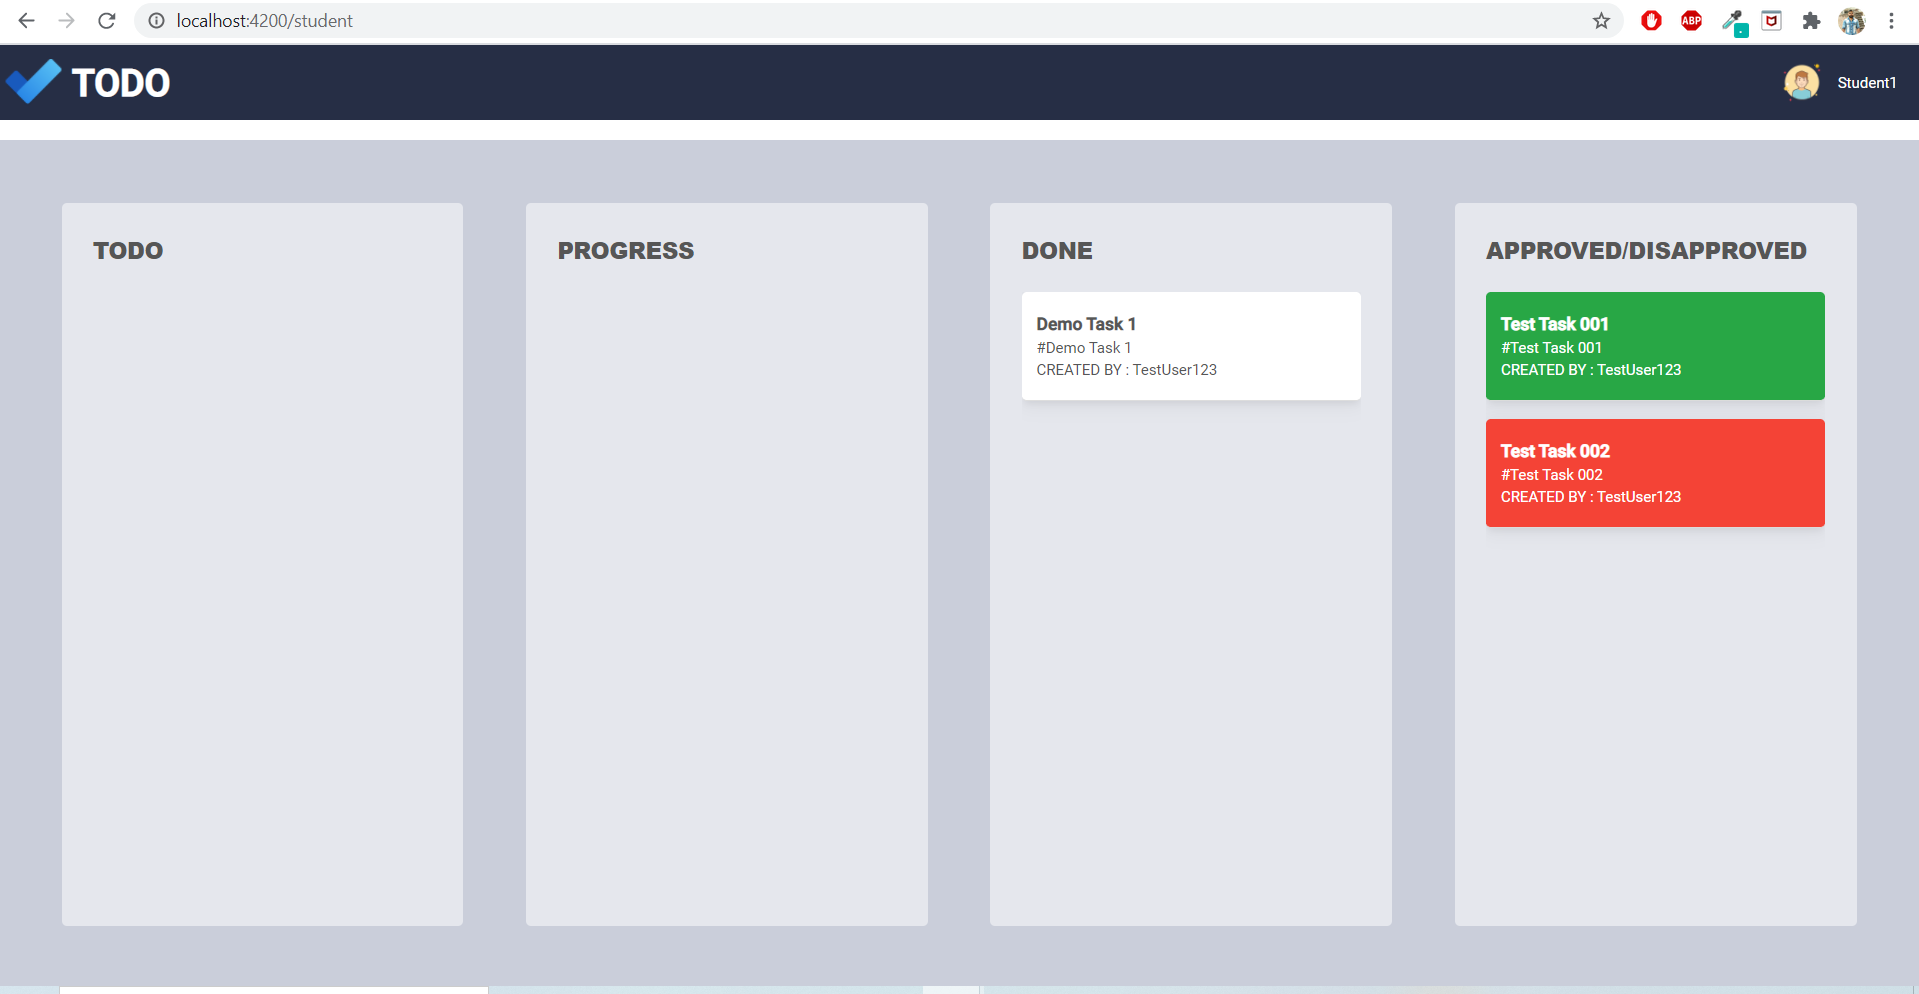 localhost:4200/student
ABP
TODO
Student1
TODO
PROGRESS
DONE
Demo Task 1
#Demo Task 1
CREATED BY : TestUser123
APPROVED/DISAPPROVED
Test Task 001
#Test Task 001
CREATED BY : TestUser123
Test Task 002
#Test Task 002
CREATED BY : TestUser123